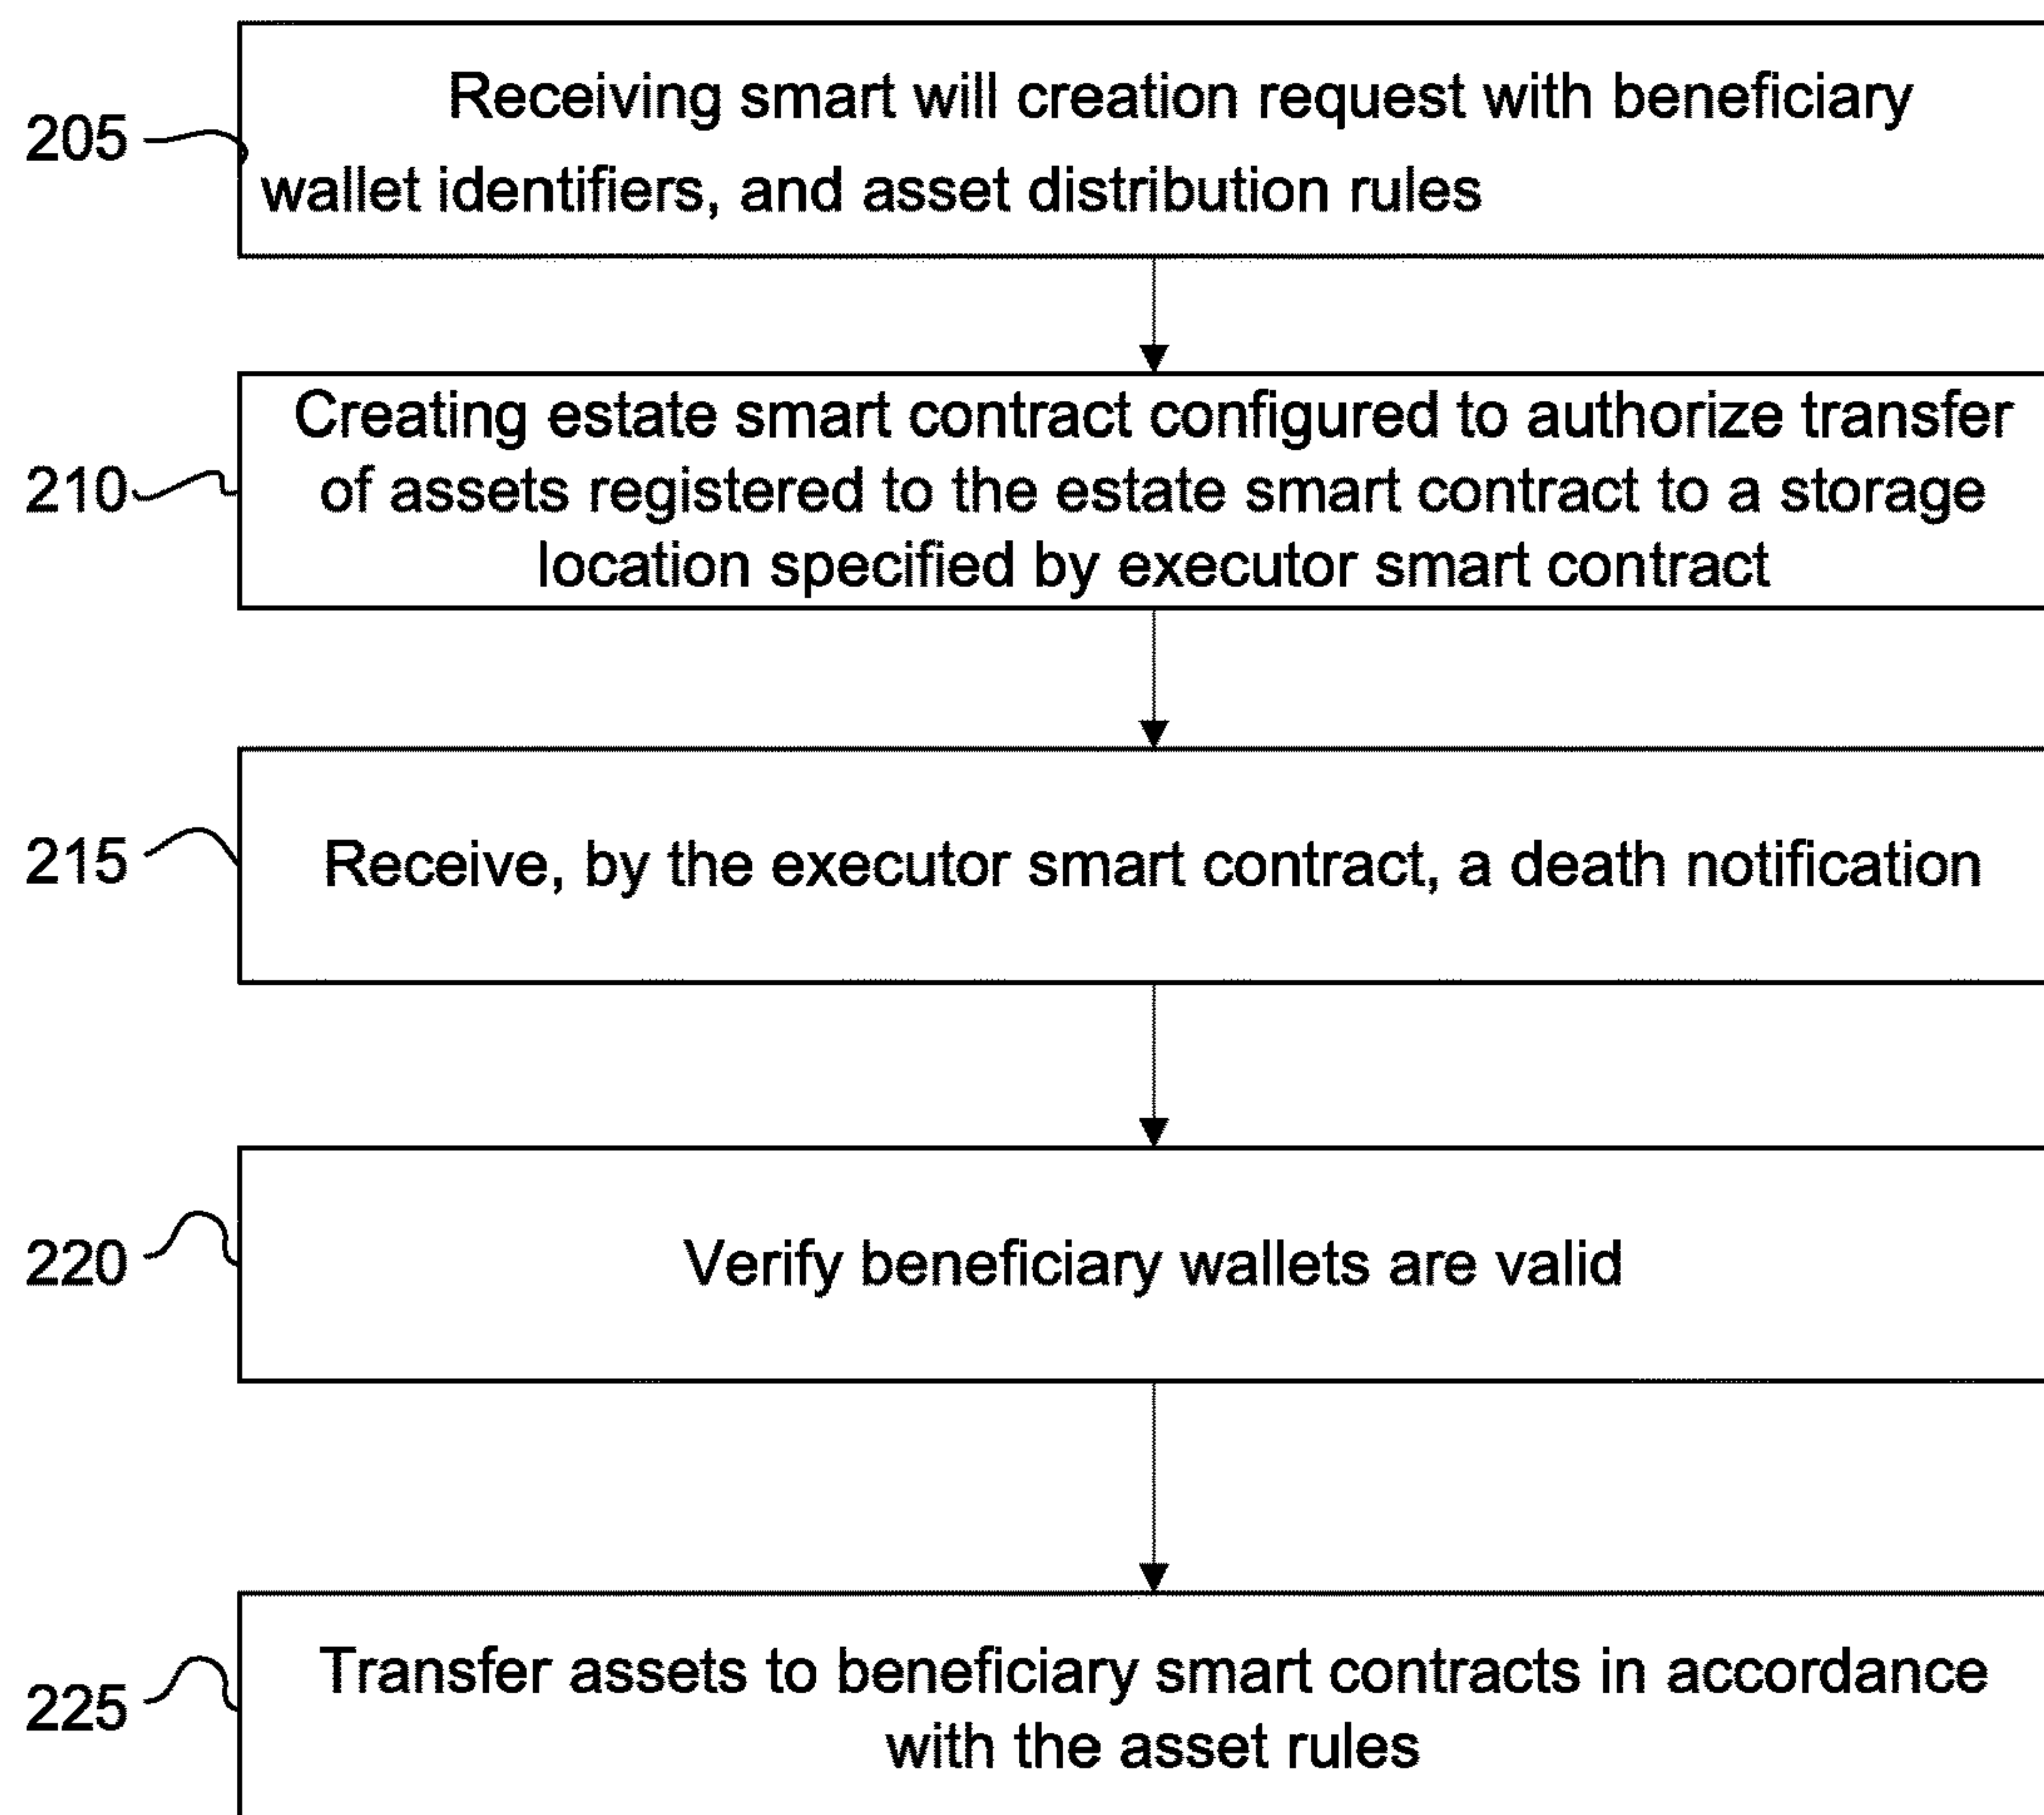 205
Receiving smart will creation request with beneficiary
wallet identifiers, and asset distribution rules
210
Creating estate smart contract configured to authorize transfer
of assets registered to the estate smart contract to a storage
location specified by executor smart contract
215
Receive, by the executor smart contract, a death notification
220
Verify beneficiary wallets are valid
225
Transfer assets to beneficiary smart contracts in accordance
with the asset rules